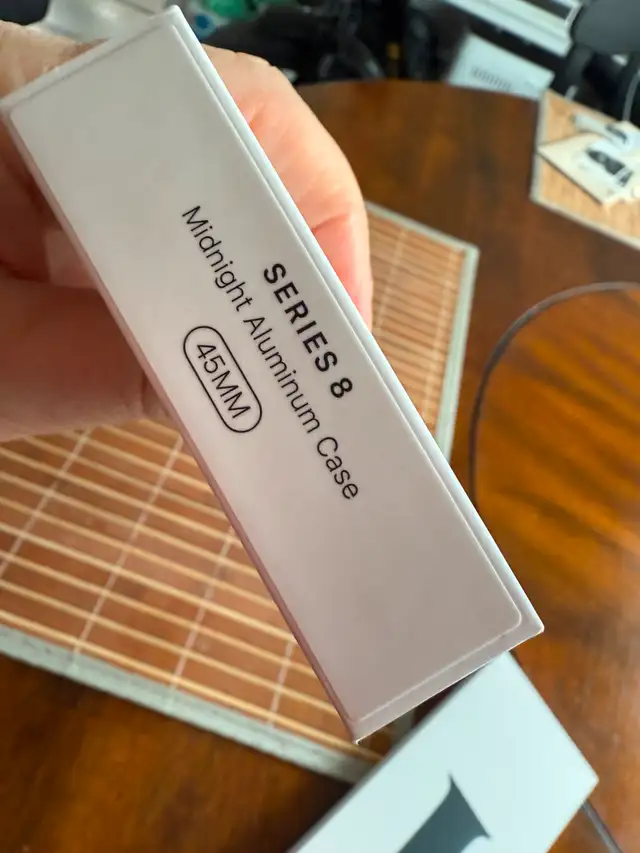 SERIES 8
Midnight Aluminum Case
45MM